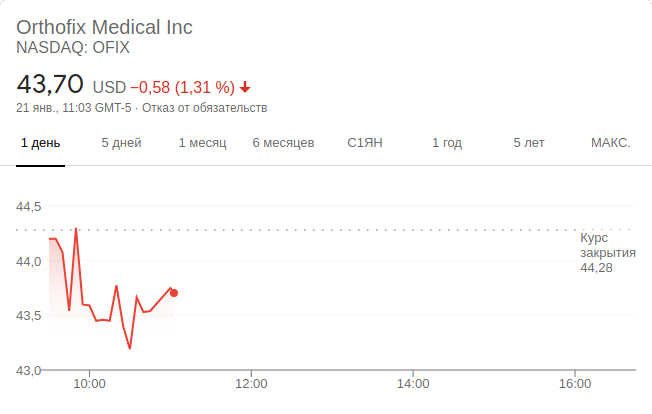 Orthofix Medical Inc
NASDAQ: OFIX
43,70 USD −0,58 (1,31 %)
21 янв., 11:03 GMT-5 · Отказ от обязательств
1 день 5 дней 1 месяц 6 месяцев С1ЯН 1 год 5 лет МАКС.
44,5
Курс
закрытия
44,28
44,0
43,5
43,0
10:00 12:00 14:00 16:00